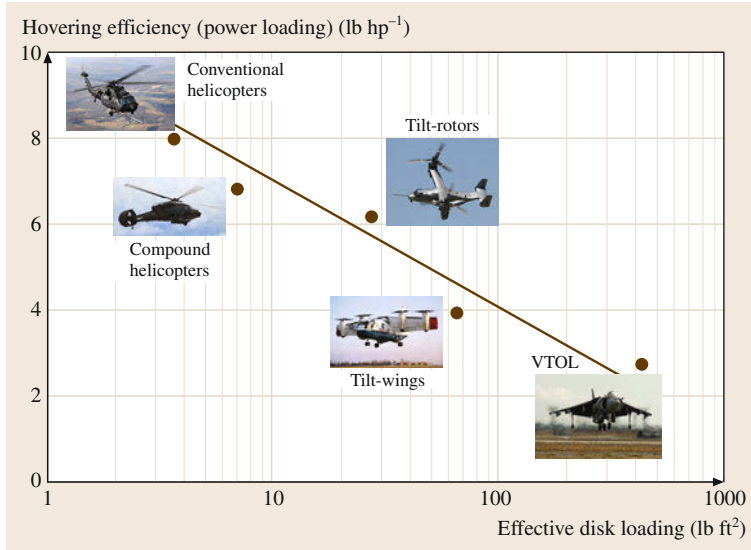 Hovering efficiency (power loading) (lb hp⁻¹)
10
Conventional
helicopters
8
Tilt-rotors
6
Compound
helicopters
4
VTOL
Tilt-wings
2
0
1
10
100
1000
Effective disk loading (lb ft²)